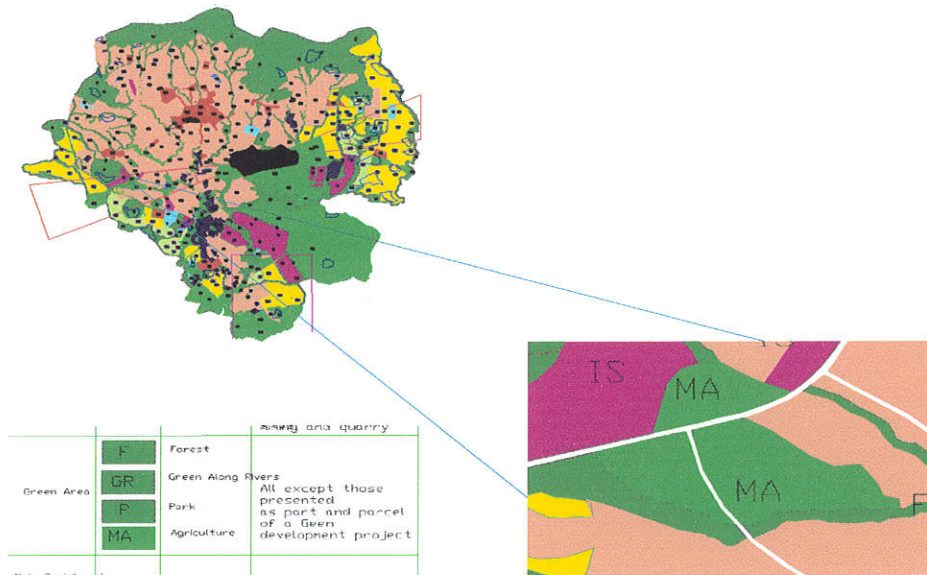 IS
MA
MA
F
mining and quarry
Green Area
F Forest
GR Green Along Rivers
P Park
MA Agriculture
All except those
presented
as part and parcel
of a Geen
development project